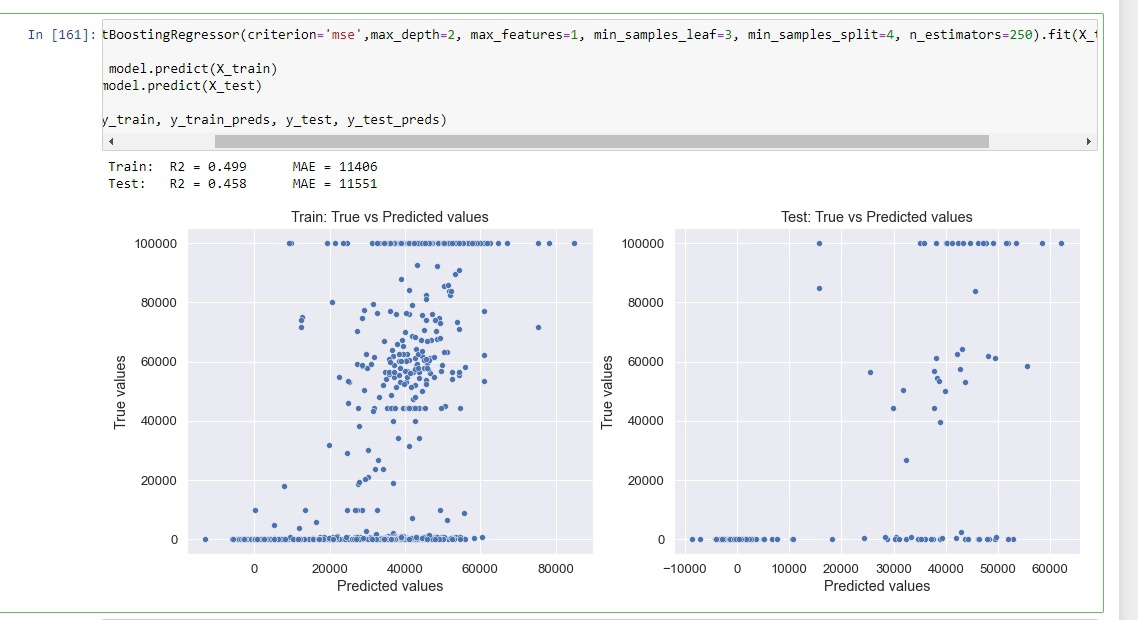 In [161]: tBoostingRegressor(criterion='mse',max_depth=2, max_features=1, min_samples_leaf=3, min_samples_split=4, n_estimators=250).fit(X_t
model.predict(X_train)
model.predict(X_test)
y_train, y_train_preds, y_test, y_test_preds)
Train: R2 = 0.499 MAE = 11406
Test: R2 = 0.458 MAE = 11551
Train: True vs Predicted values
100000
80000
60000
40000
20000
0
True values
0 20000 40000 60000 80000
Predicted values
Test: True vs Predicted values
100000
80000
60000
40000
20000
0
True values
−10000 0 10000 20000 30000 40000 50000 60000
Predicted values